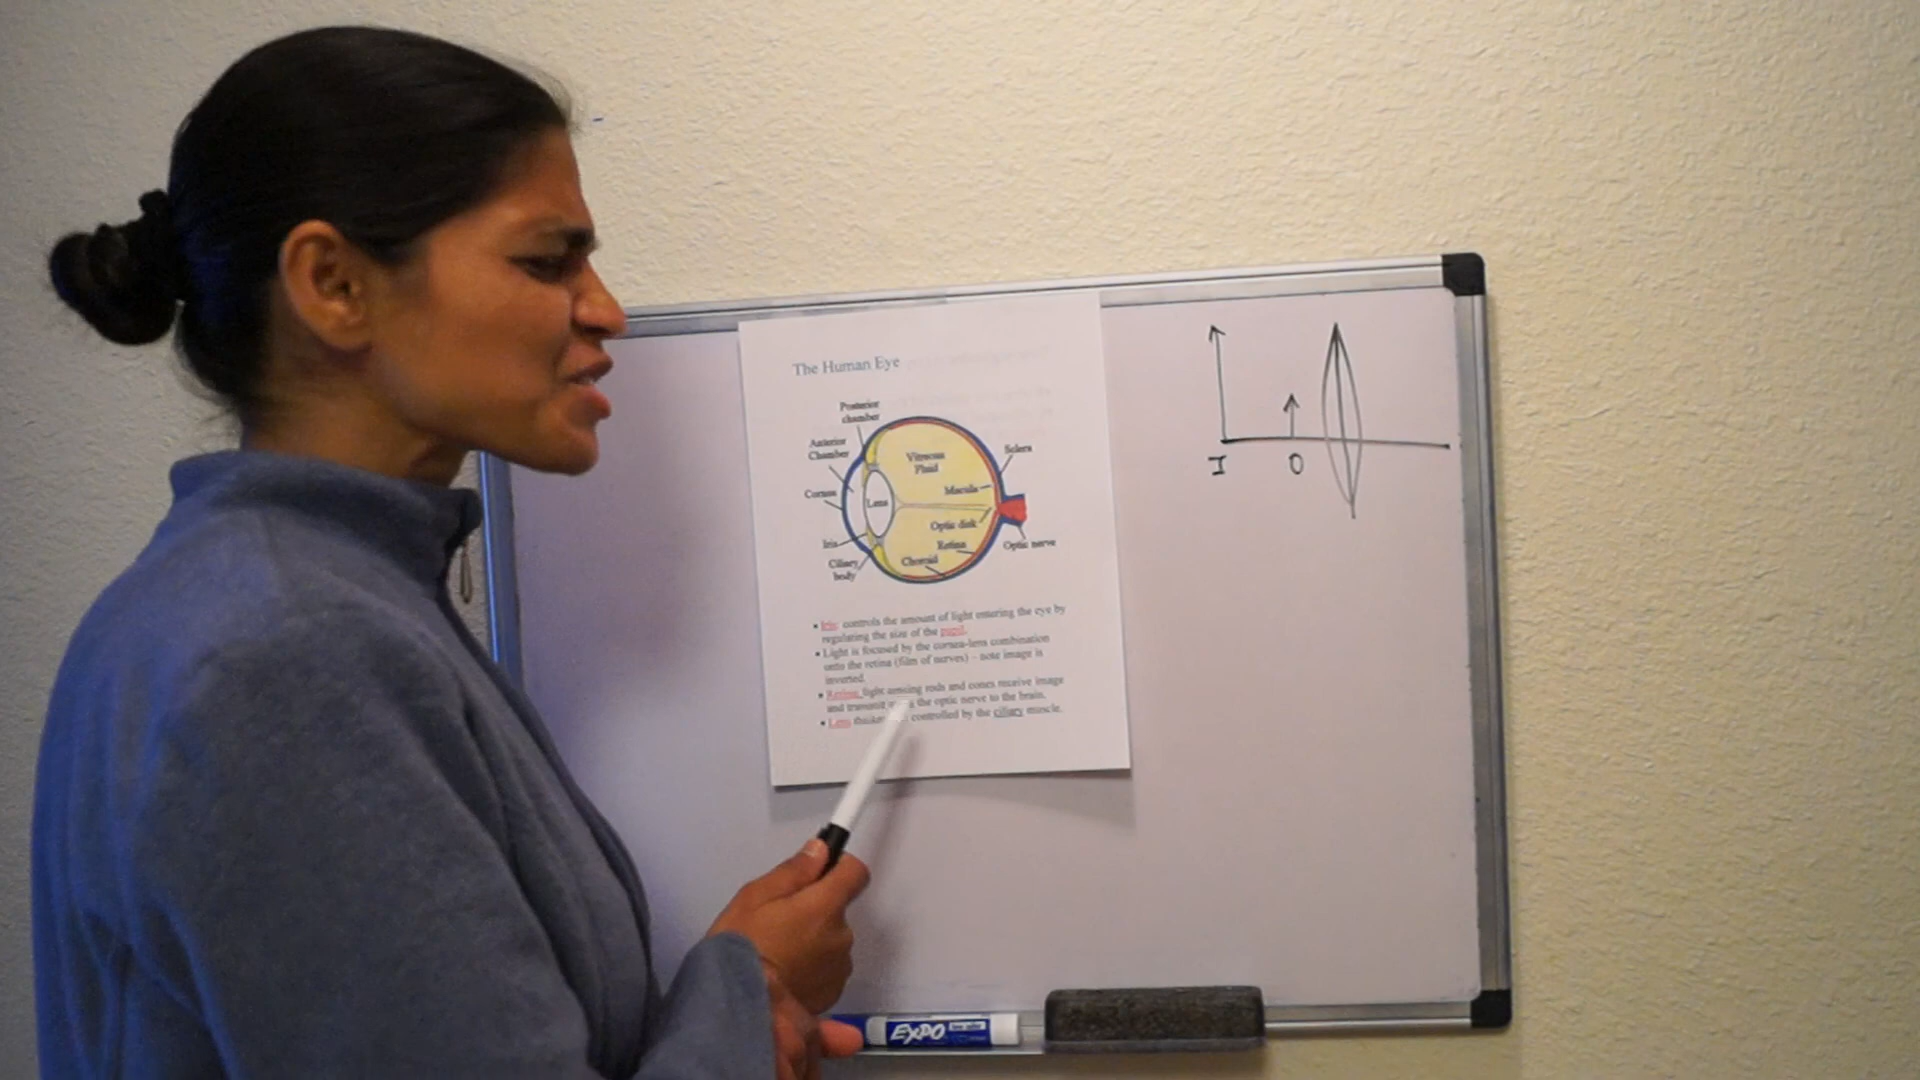 The Human Eye
Posterior
chamber
Anterior
Chamber
Cornea
Iris
Ciliary
body
Vitreous
Fluid
Lens
Macula
Optic disk
Retina
Choroid
Sclera
Optic nerve
• Iris: controls the amount of light entering the eye by
regulating the size of the pupil.
• Light is focused by the cornea-lens combination
onto the retina (film of nerves) – note image is
inverted.
• Retina: light sensing rods and cones receive image
and transmit the optic nerve to the brain.
• Lens controlled by the ciliary muscle.
I O
EXPO